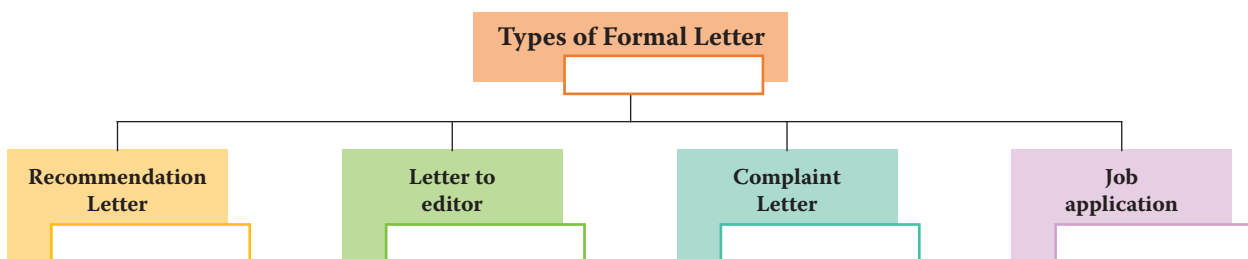 Types of Formal Letter
Recommendation
Letter
Letter to
editor
Complaint
Letter
Job
application